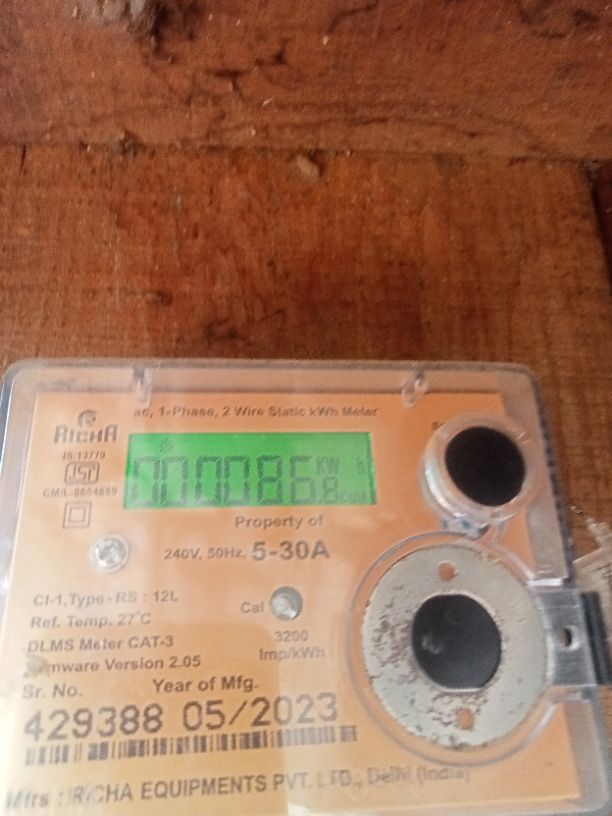 ac, 1-Phase, 2 Wire Static kWh Meter
RICHA
IS:13779
ISI
000086.8 KW h
CUM
Property of
240V, 50Hz, 5-30A
Cl-1, Type - RS : 12L
Cal
Ref. Temp. 27°C
3200
Imp/kWh
DLMS Meter CAT-3
Version 2.05
Sr. No. Year of Mfg.
429388 05/2023
Mfrs : RICHA EQUIPMENTS PVT. LTD., Delhi (India)